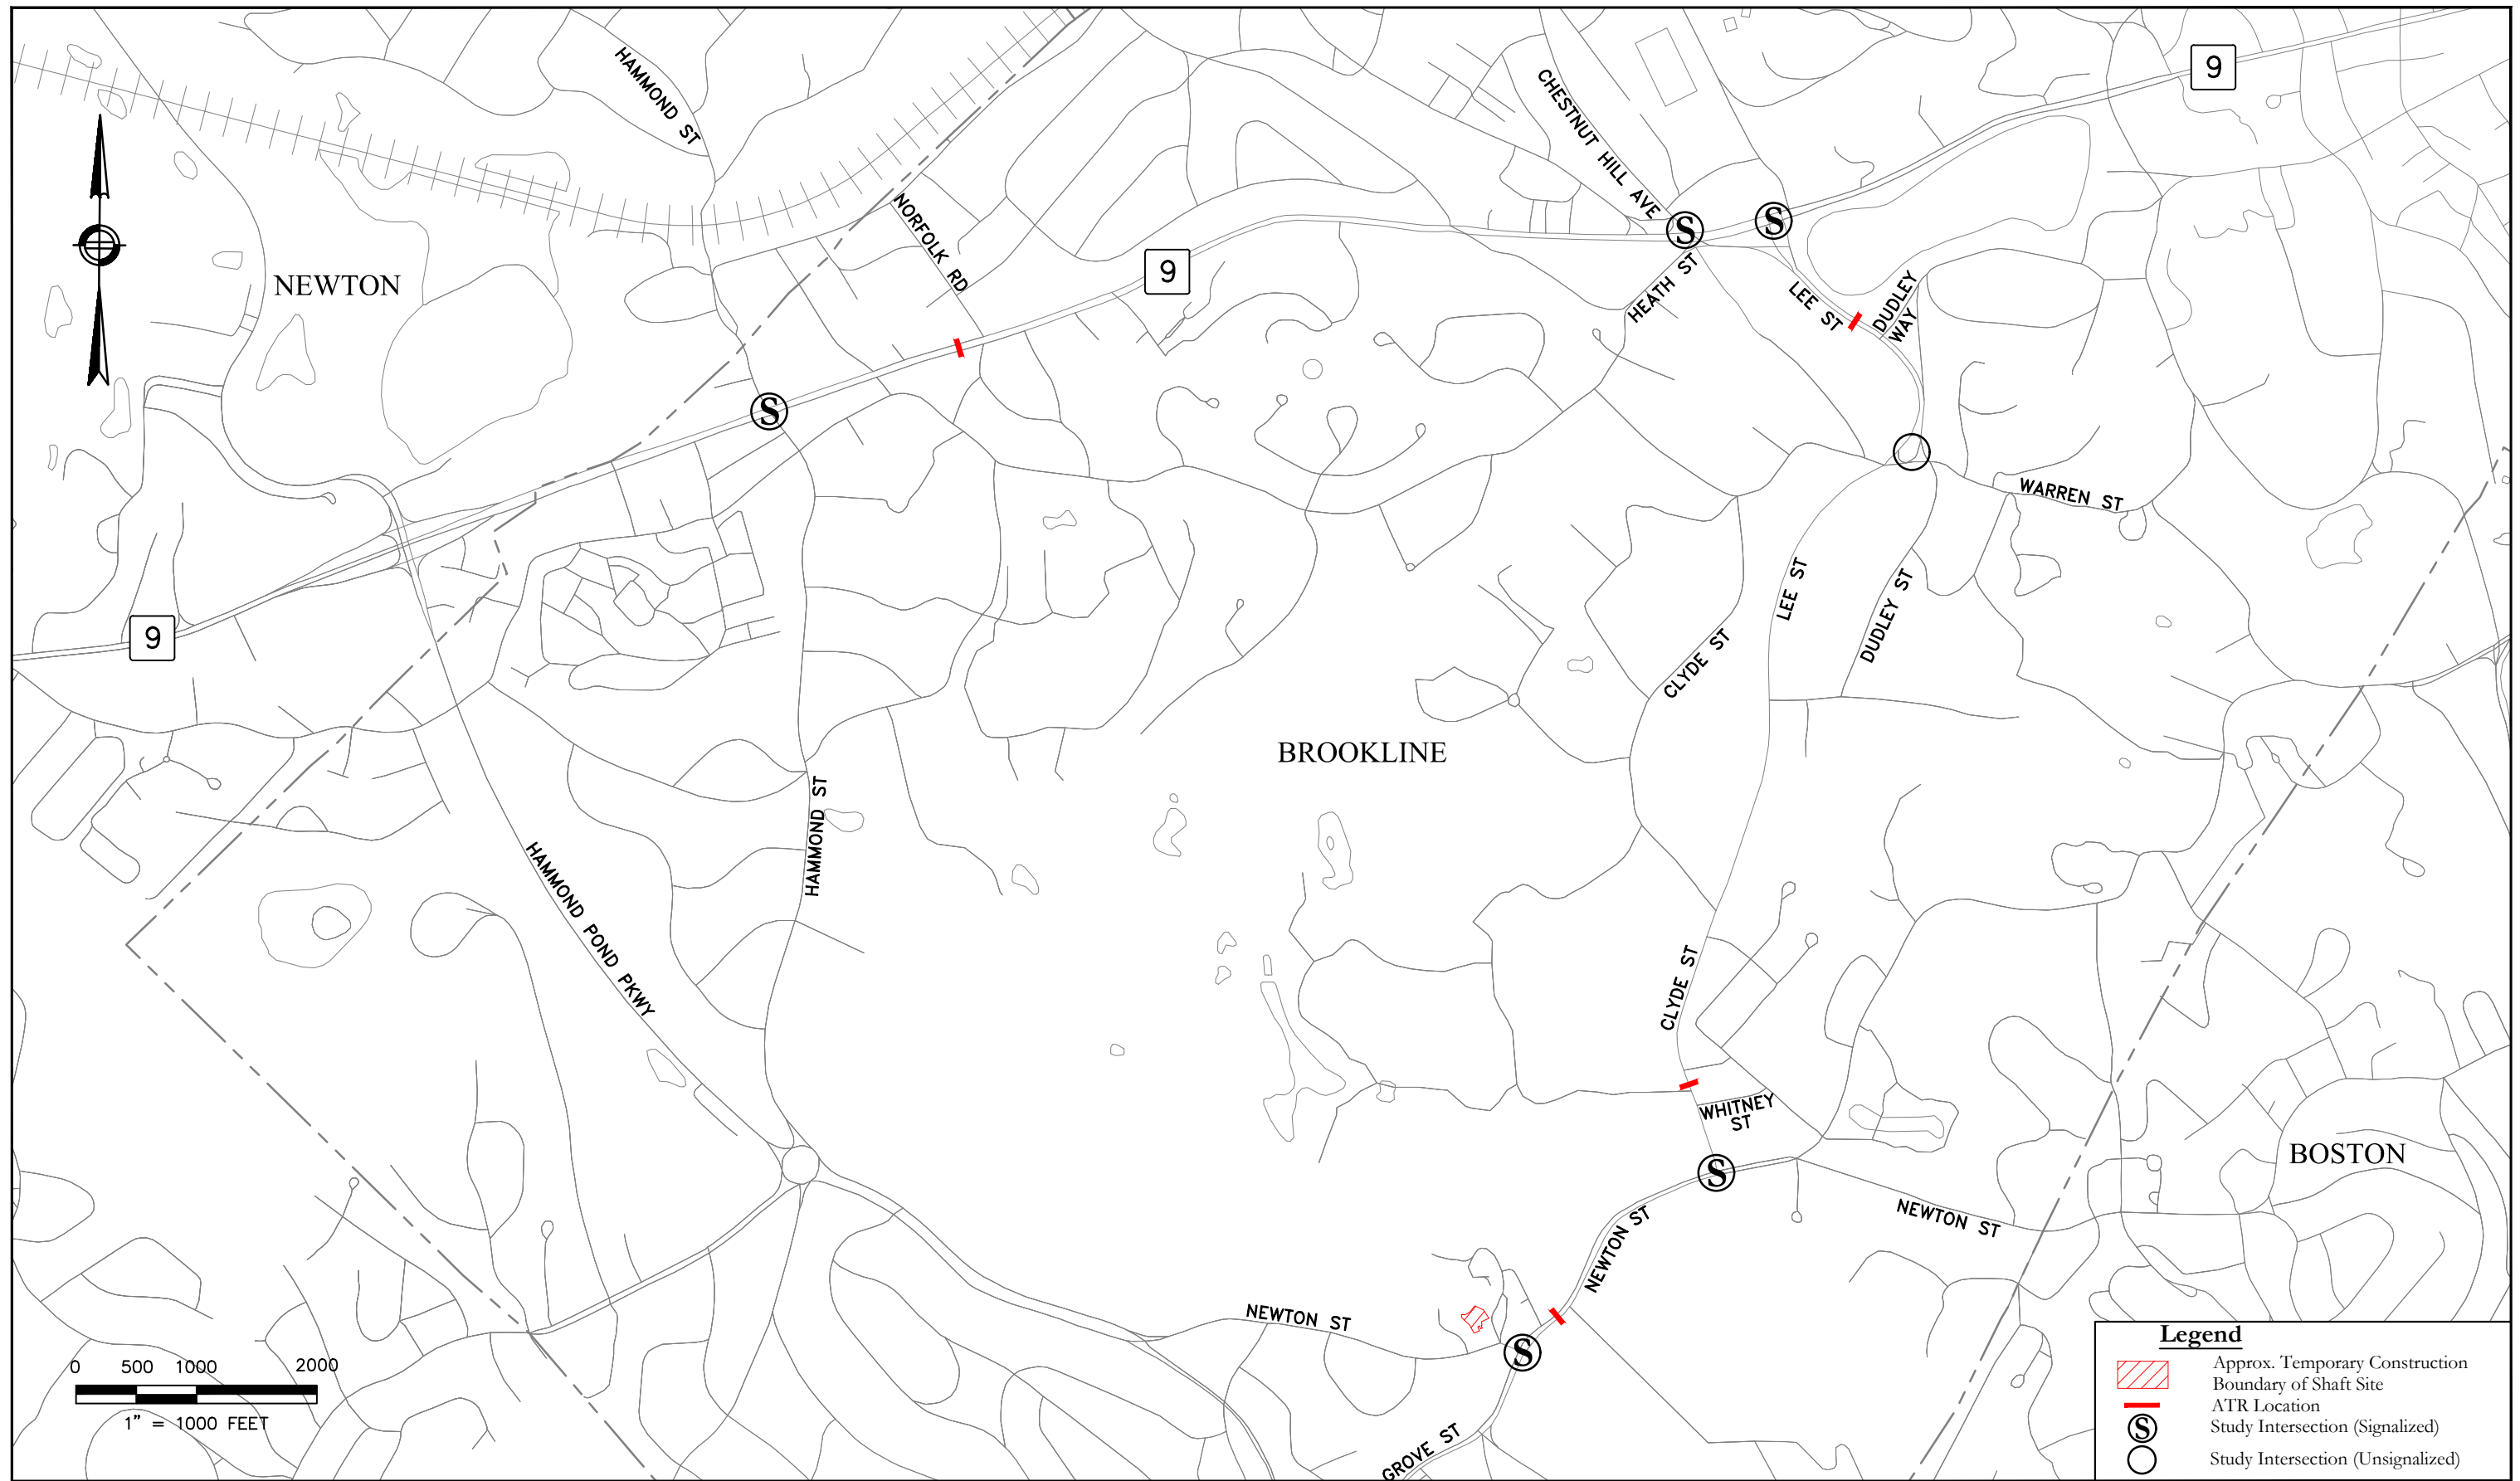 HAMMOND ST
CHESTNUT HILL AVE
9
NORFOLK RD
9
NEWTON
HEATH ST
LEE ST
DUDLEY
WAY
S
S
S
WARREN ST
LEE ST
DUDLEY ST
CLYDE ST
9
BROOKLINE
HAMMOND ST
HAMMOND POND PKWY
CLYDE ST
WHITNEY
ST
S
BOSTON
NEWTON ST
NEWTON ST
NEWTON ST
S
GROVE ST
0 500 1000 2000
1" = 1000 FEET
Legend
Approx. Temporary Construction
Boundary of Shaft Site
ATR Location
S Study Intersection (Signalized)
Study Intersection (Unsignalized)